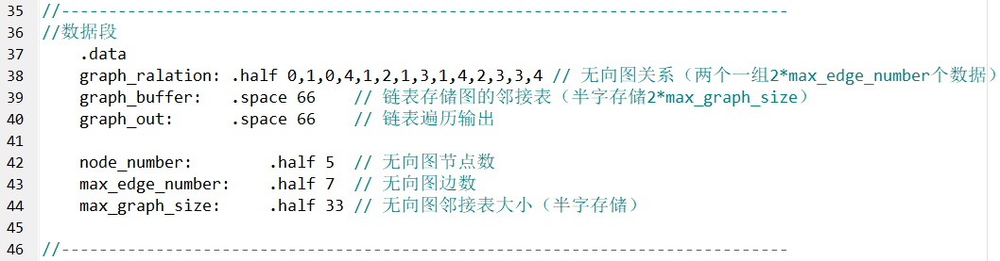 35 //--------------------------------------------------------------------------
36 //数据段
37 .data
38 graph_ralation: .half 0,1,0,4,1,2,1,3,1,4,2,3,3,4 // 无向图关系（两个一组2*max_edge_number个数据）
39 graph_buffer: .space 66 // 链表存储图的邻接表（半字存储2*max_graph_size）
40 graph_out: .space 66 // 链表遍历输出
41
42 node_number: .half 5 // 无向图节点数
43 max_edge_number: .half 7 // 无向图边数
44 max_graph_size: .half 33 // 无向图邻接表大小（半字存储）
45
46 //--------------------------------------------------------------------------